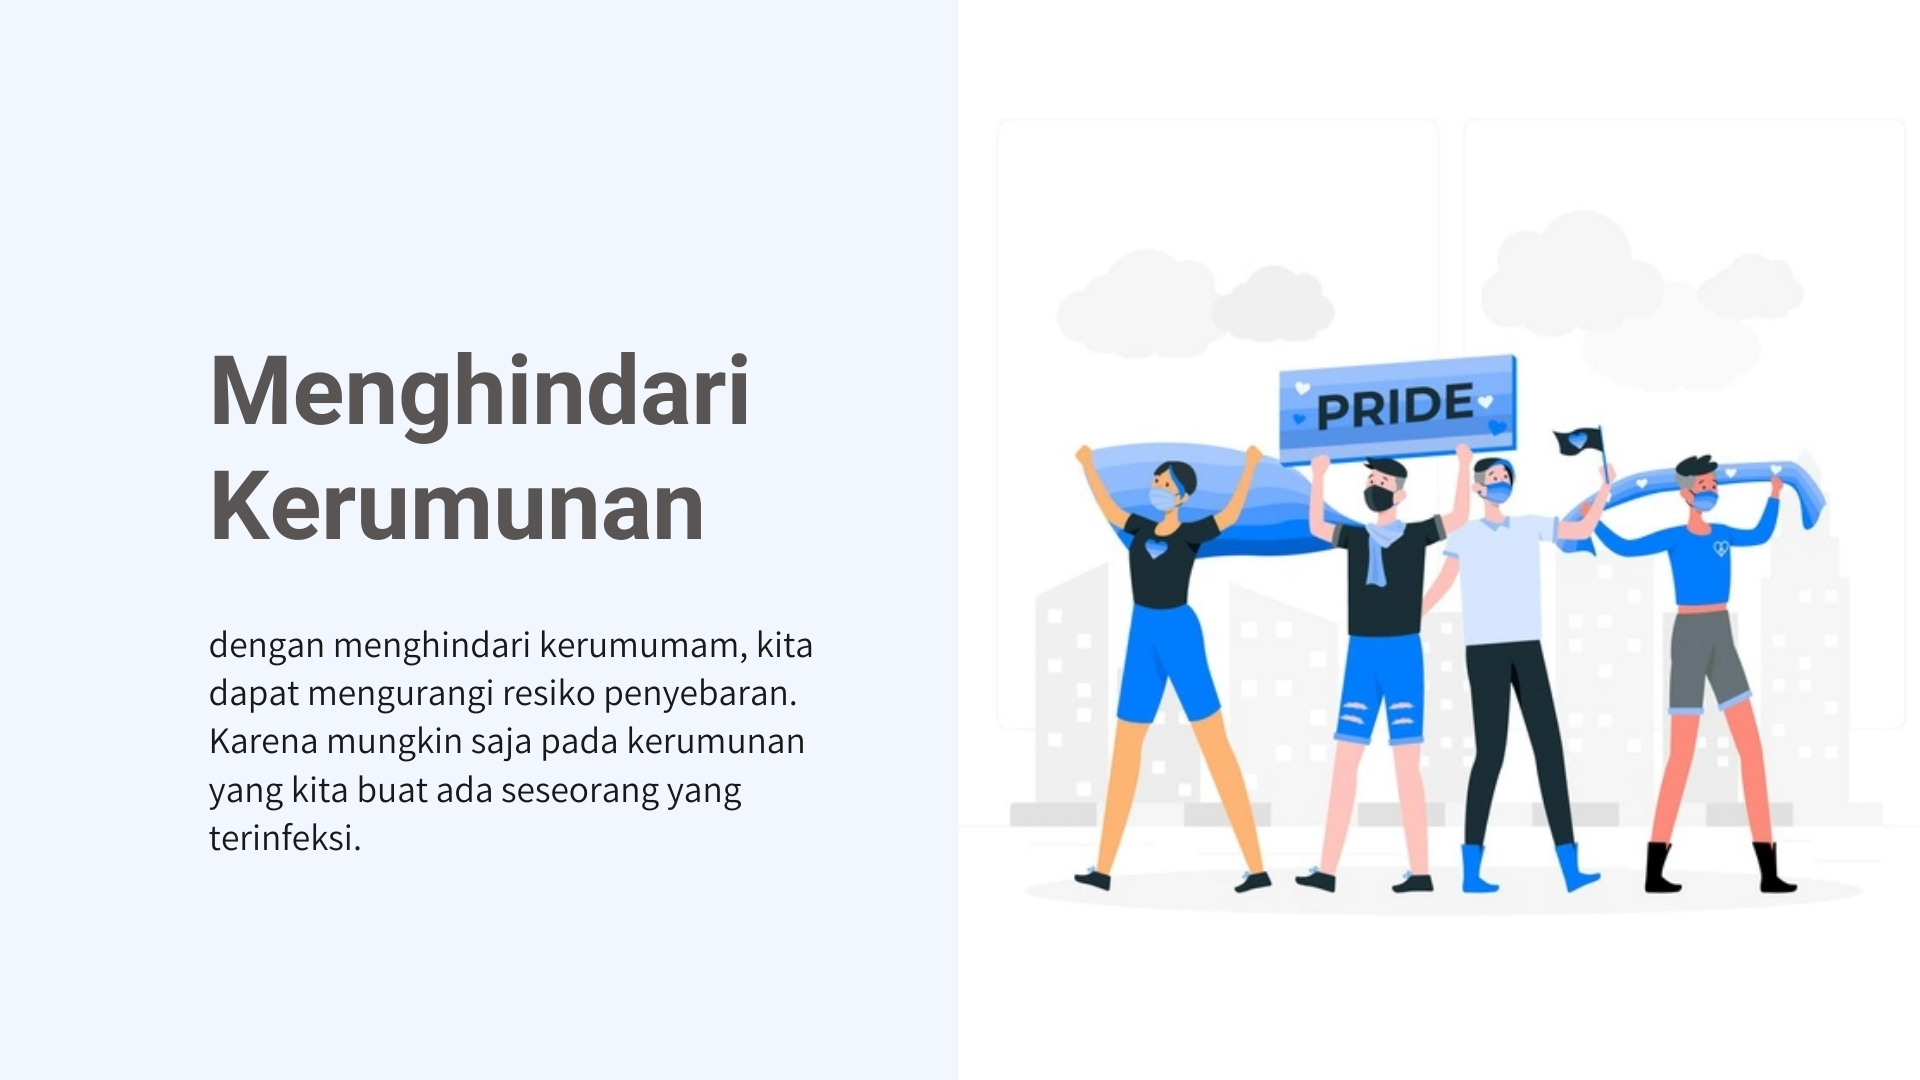 Menghindari
Kerumunan
dengan menghindari kerumumam, kita
dapat mengurangi resiko penyebaran.
Karena mungkin saja pada kerumunan
yang kita buat ada seseorang yang
terinfeksi.
PRIDE